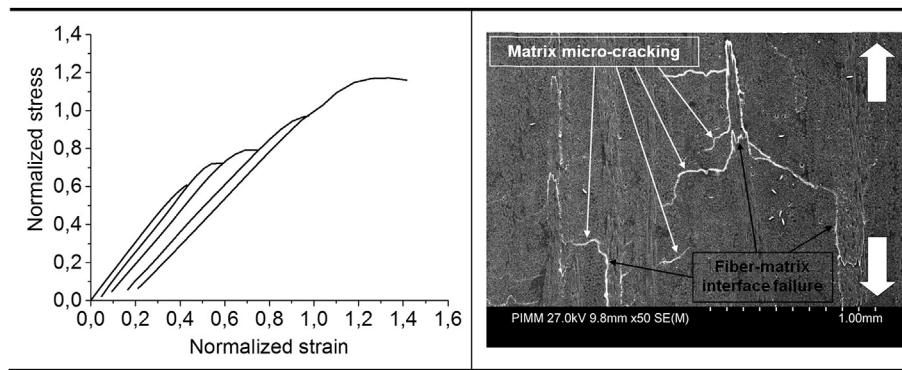 1,4
1,2
1,0
0,8
0,6
0,4
0,2
0,0
Normalized stress
0,0 0,2 0,4 0,6 0,8 1,0 1,2 1,4 1,6
Normalized strain
Matrix micro-cracking
Fiber-matrix
interface failure
PIMM 27.0kV 9.8mm x50 SE(M) 1.00mm